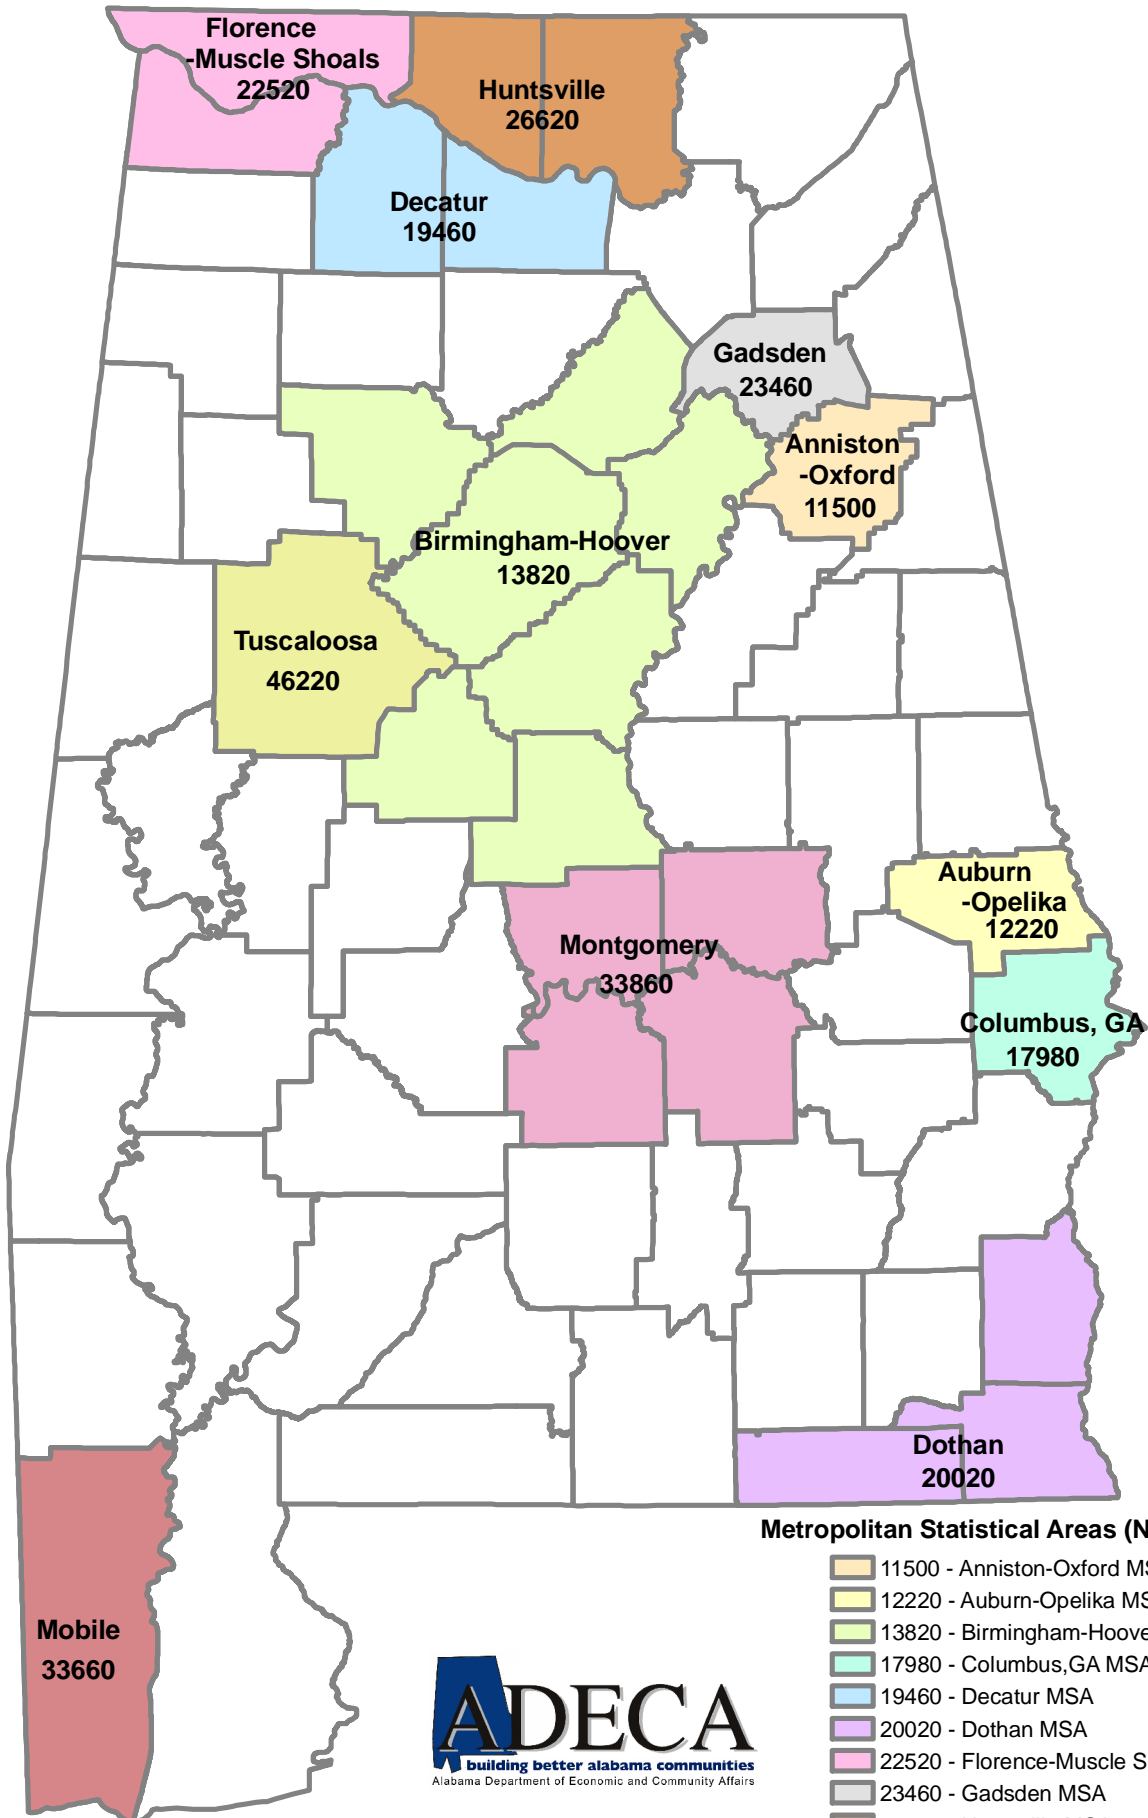 Florence
-Muscle Shoals
22520
Huntsville
26620
Decatur
19460
Gadsden
23460
Anniston
-Oxford
11500
Birmingham-Hoover
13820
Tuscaloosa
46220
Auburn
-Opelika
12220
Montgomery
33860
Columbus, GA
17980
Dothan
20020
Mobile
33660
Metropolitan Statistical Areas (N
11500 - Anniston-Oxford MS
12220 - Auburn-Opelika MS
13820 - Birmingham-Hoove
17980 - Columbus,GA MSA
19460 - Decatur MSA
20020 - Dothan MSA
22520 - Florence-Muscle S
23460 - Gadsden MSA
ADECA
building better alabama communities
Alabama Department of Economic and Community Affairs